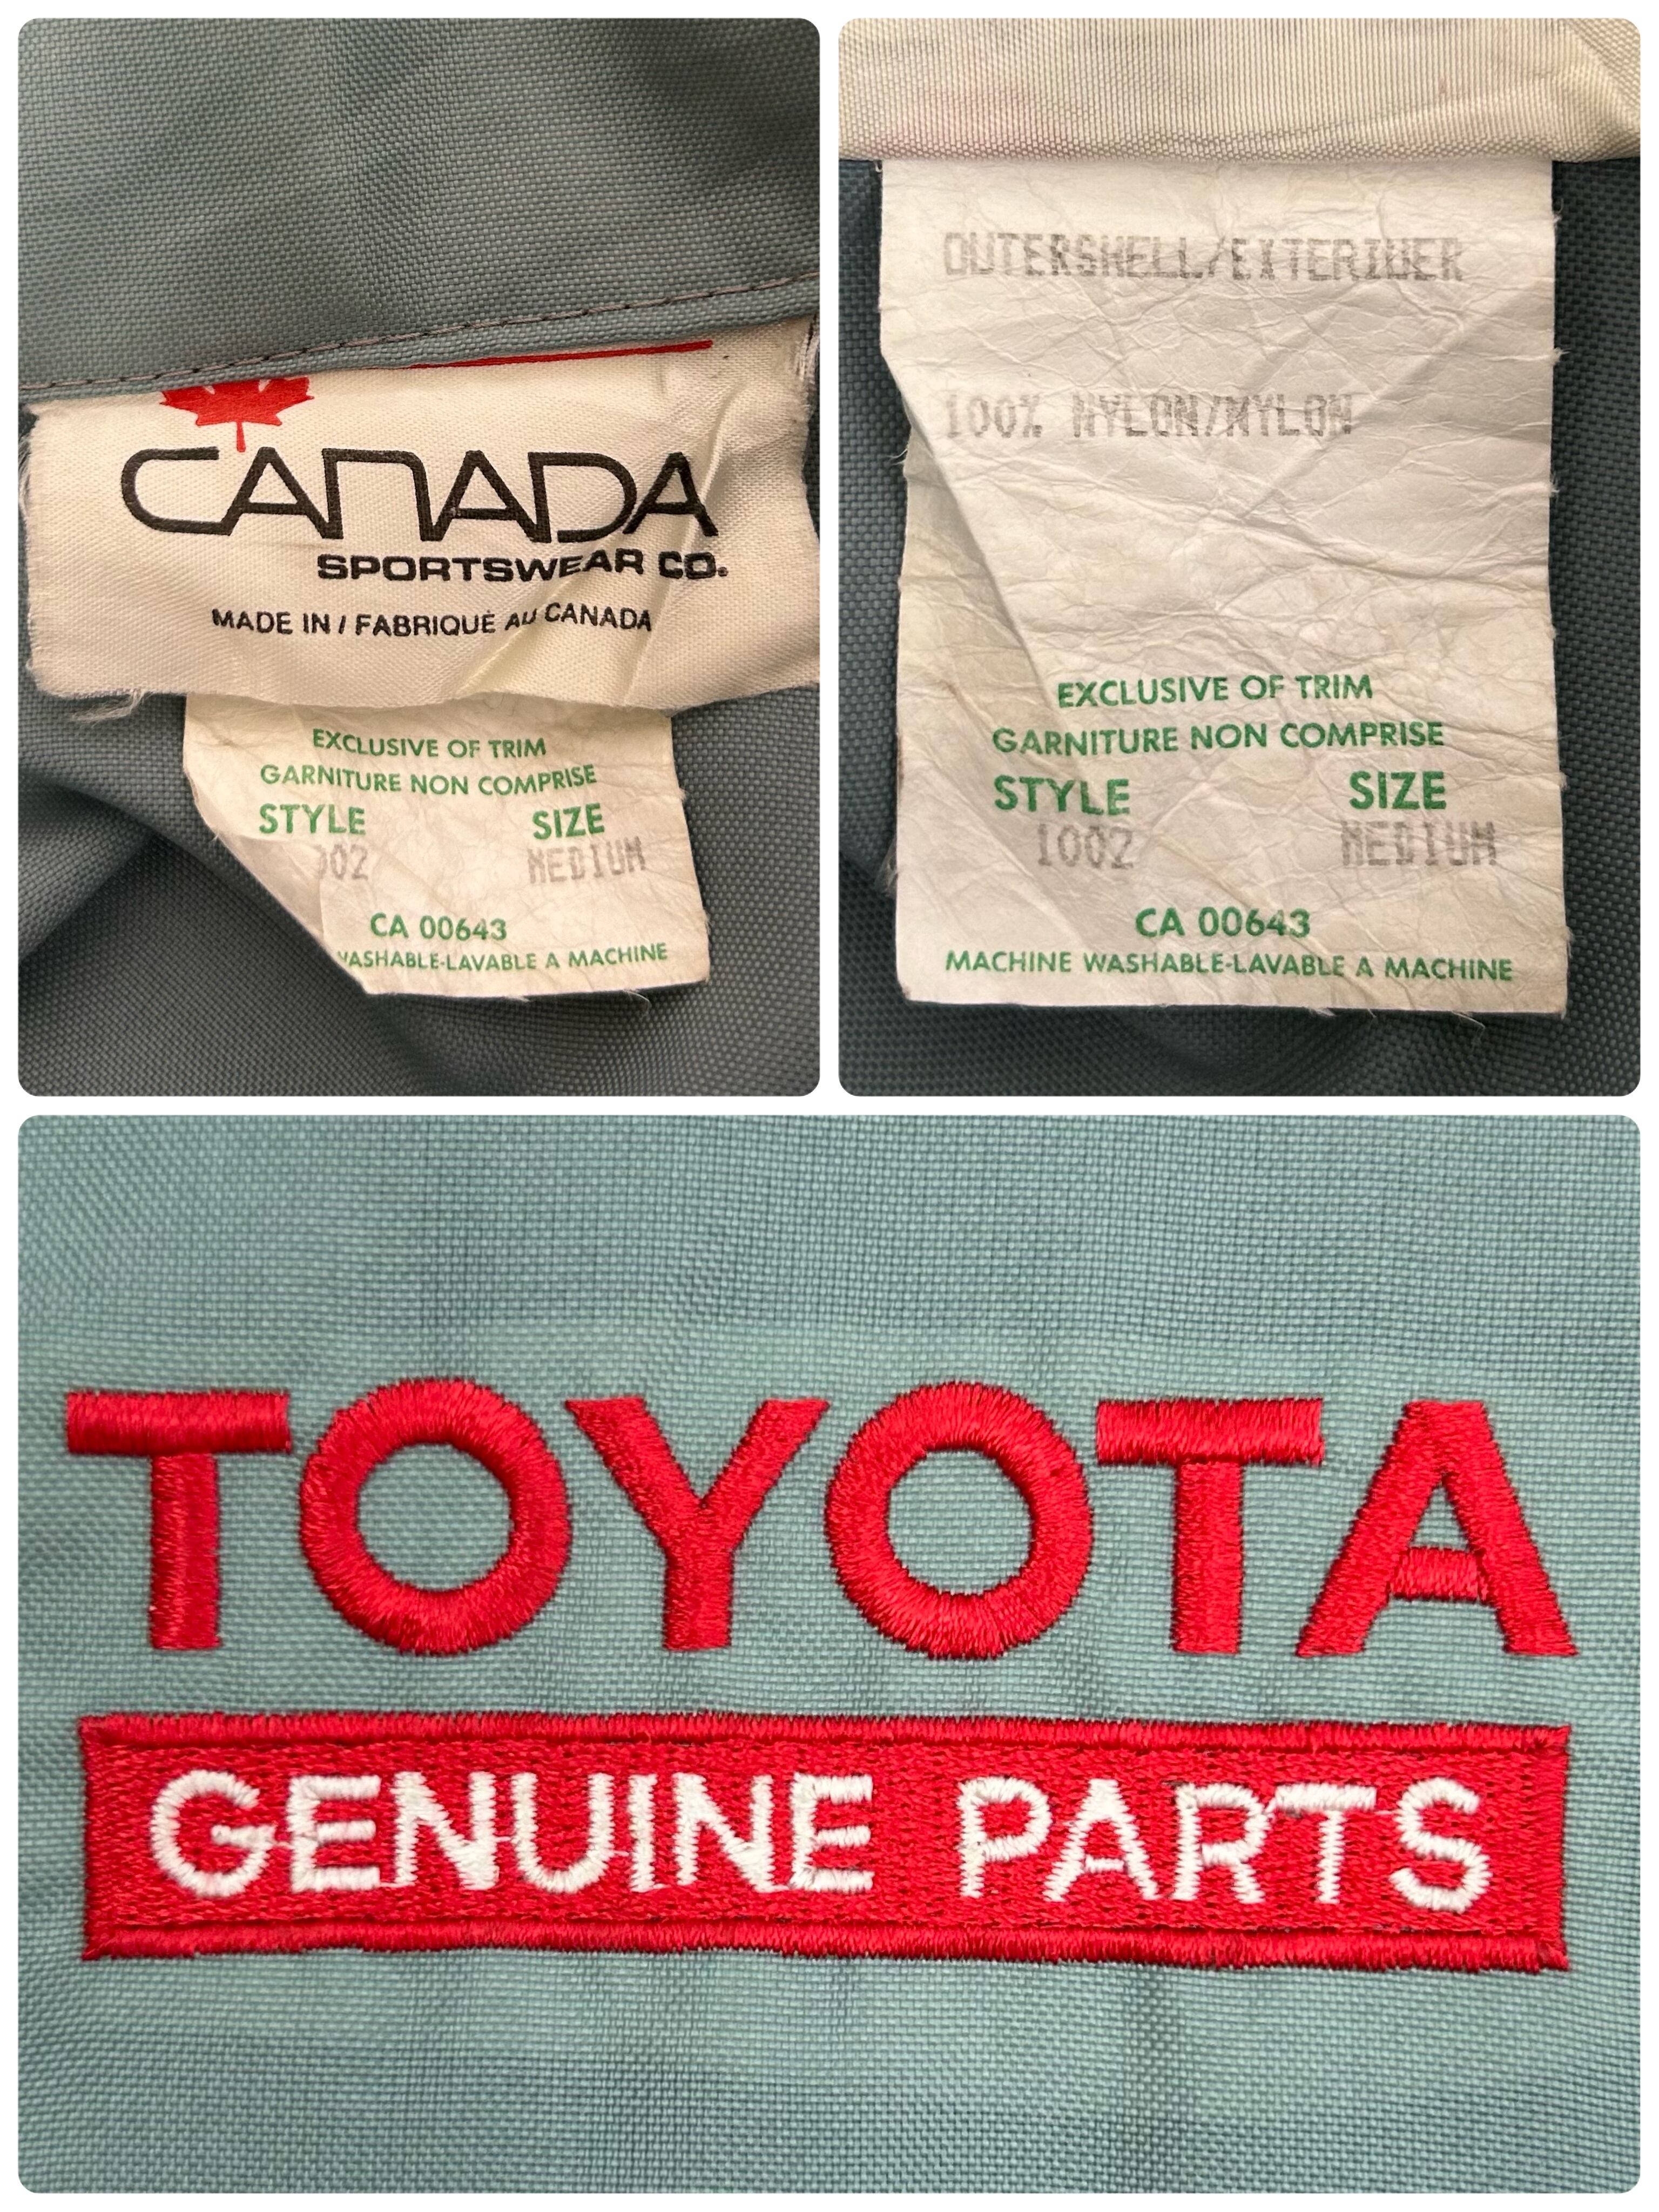 CANADA
SPORTSWEAR CO.
MADE IN / FABRIQUÉ AU CANADA
EXCLUSIVE OF TRIM
GARNITURE NON COMPRISE
STYLE SIZE
002 MEDIUM
CA 00643
WASHABLE-LAVABLE A MACHINE
OUTERSHELL/EXTERIUER
100% NYLON/NYLON
EXCLUSIVE OF TRIM
GARNITURE NON COMPRISE
STYLE SIZE
1002 MEDIUM
CA 00643
MACHINE WASHABLE-LAVABLE A MACHINE
TOYOTA
GENUINE PARTS